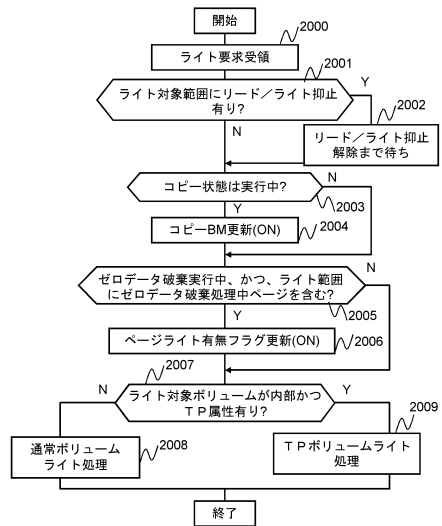 開始
2000
ライト要求受領
2001
ライト対象範囲にリード／ライト抑止
有り?
Y
2002
N
リード／ライト抑止
解除まで待ち
コピー状態は実行中?
N
2003
Y
2004
コピーBM更新(ON)
ゼロデータ破棄実行中、かつ、ライト範囲
にゼロデータ破棄処理中ページを含む?
N
2005
Y
ページライト有無フラグ更新(ON)
2006
2007
N
ライト対象ボリュームが内部かつ
ＴＰ属性有り?
Y
2009
通常ボリューム
ライト処理
2008
ＴＰボリュームライト
処理
終了